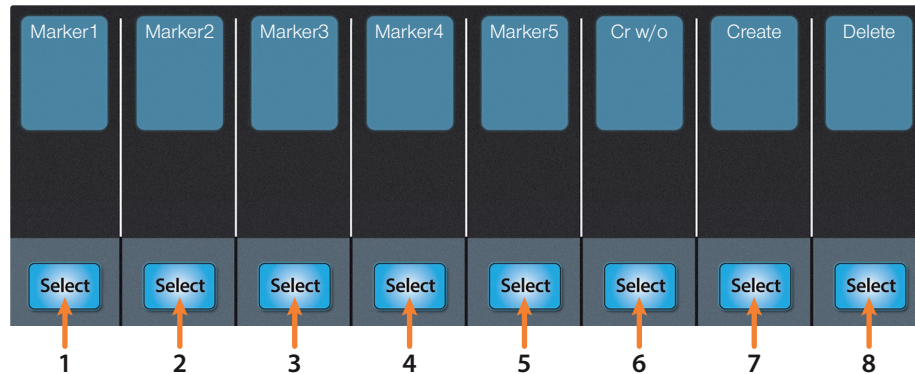 Marker1 Marker2 Marker3 Marker4 Marker5 Cr w/o Create Delete
Select Select Select Select Select Select Select Select
1 2 3 4 5 6 7 8